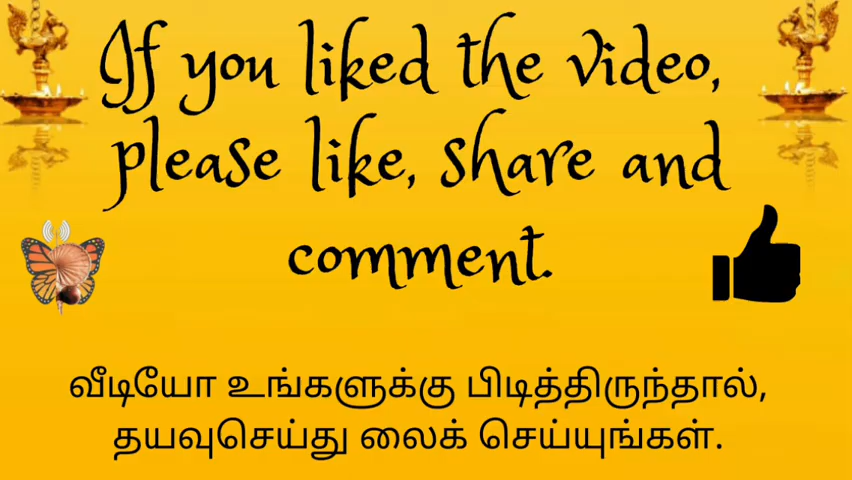 If you liked the video,
please like, share and
comment.
வீடியோ உங்களுக்கு பிடித்திருந்தால்,
தயவுசெய்து லைக் செய்யுங்கள்.